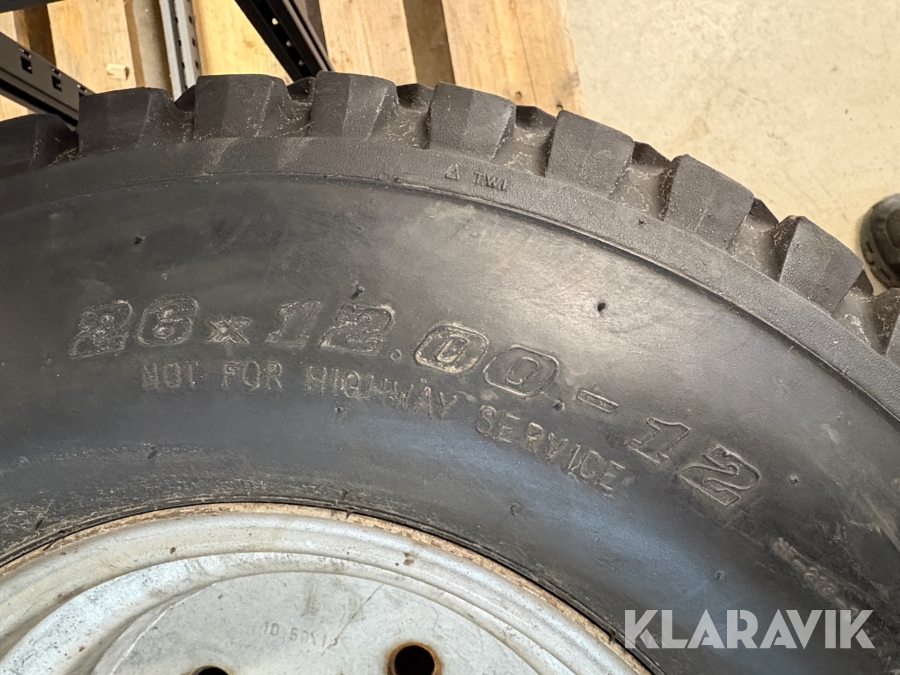 △ TWI
26x12.00-12
NOT FOR HIGHWAY SERVICE
10.50X12
KLARAVIK